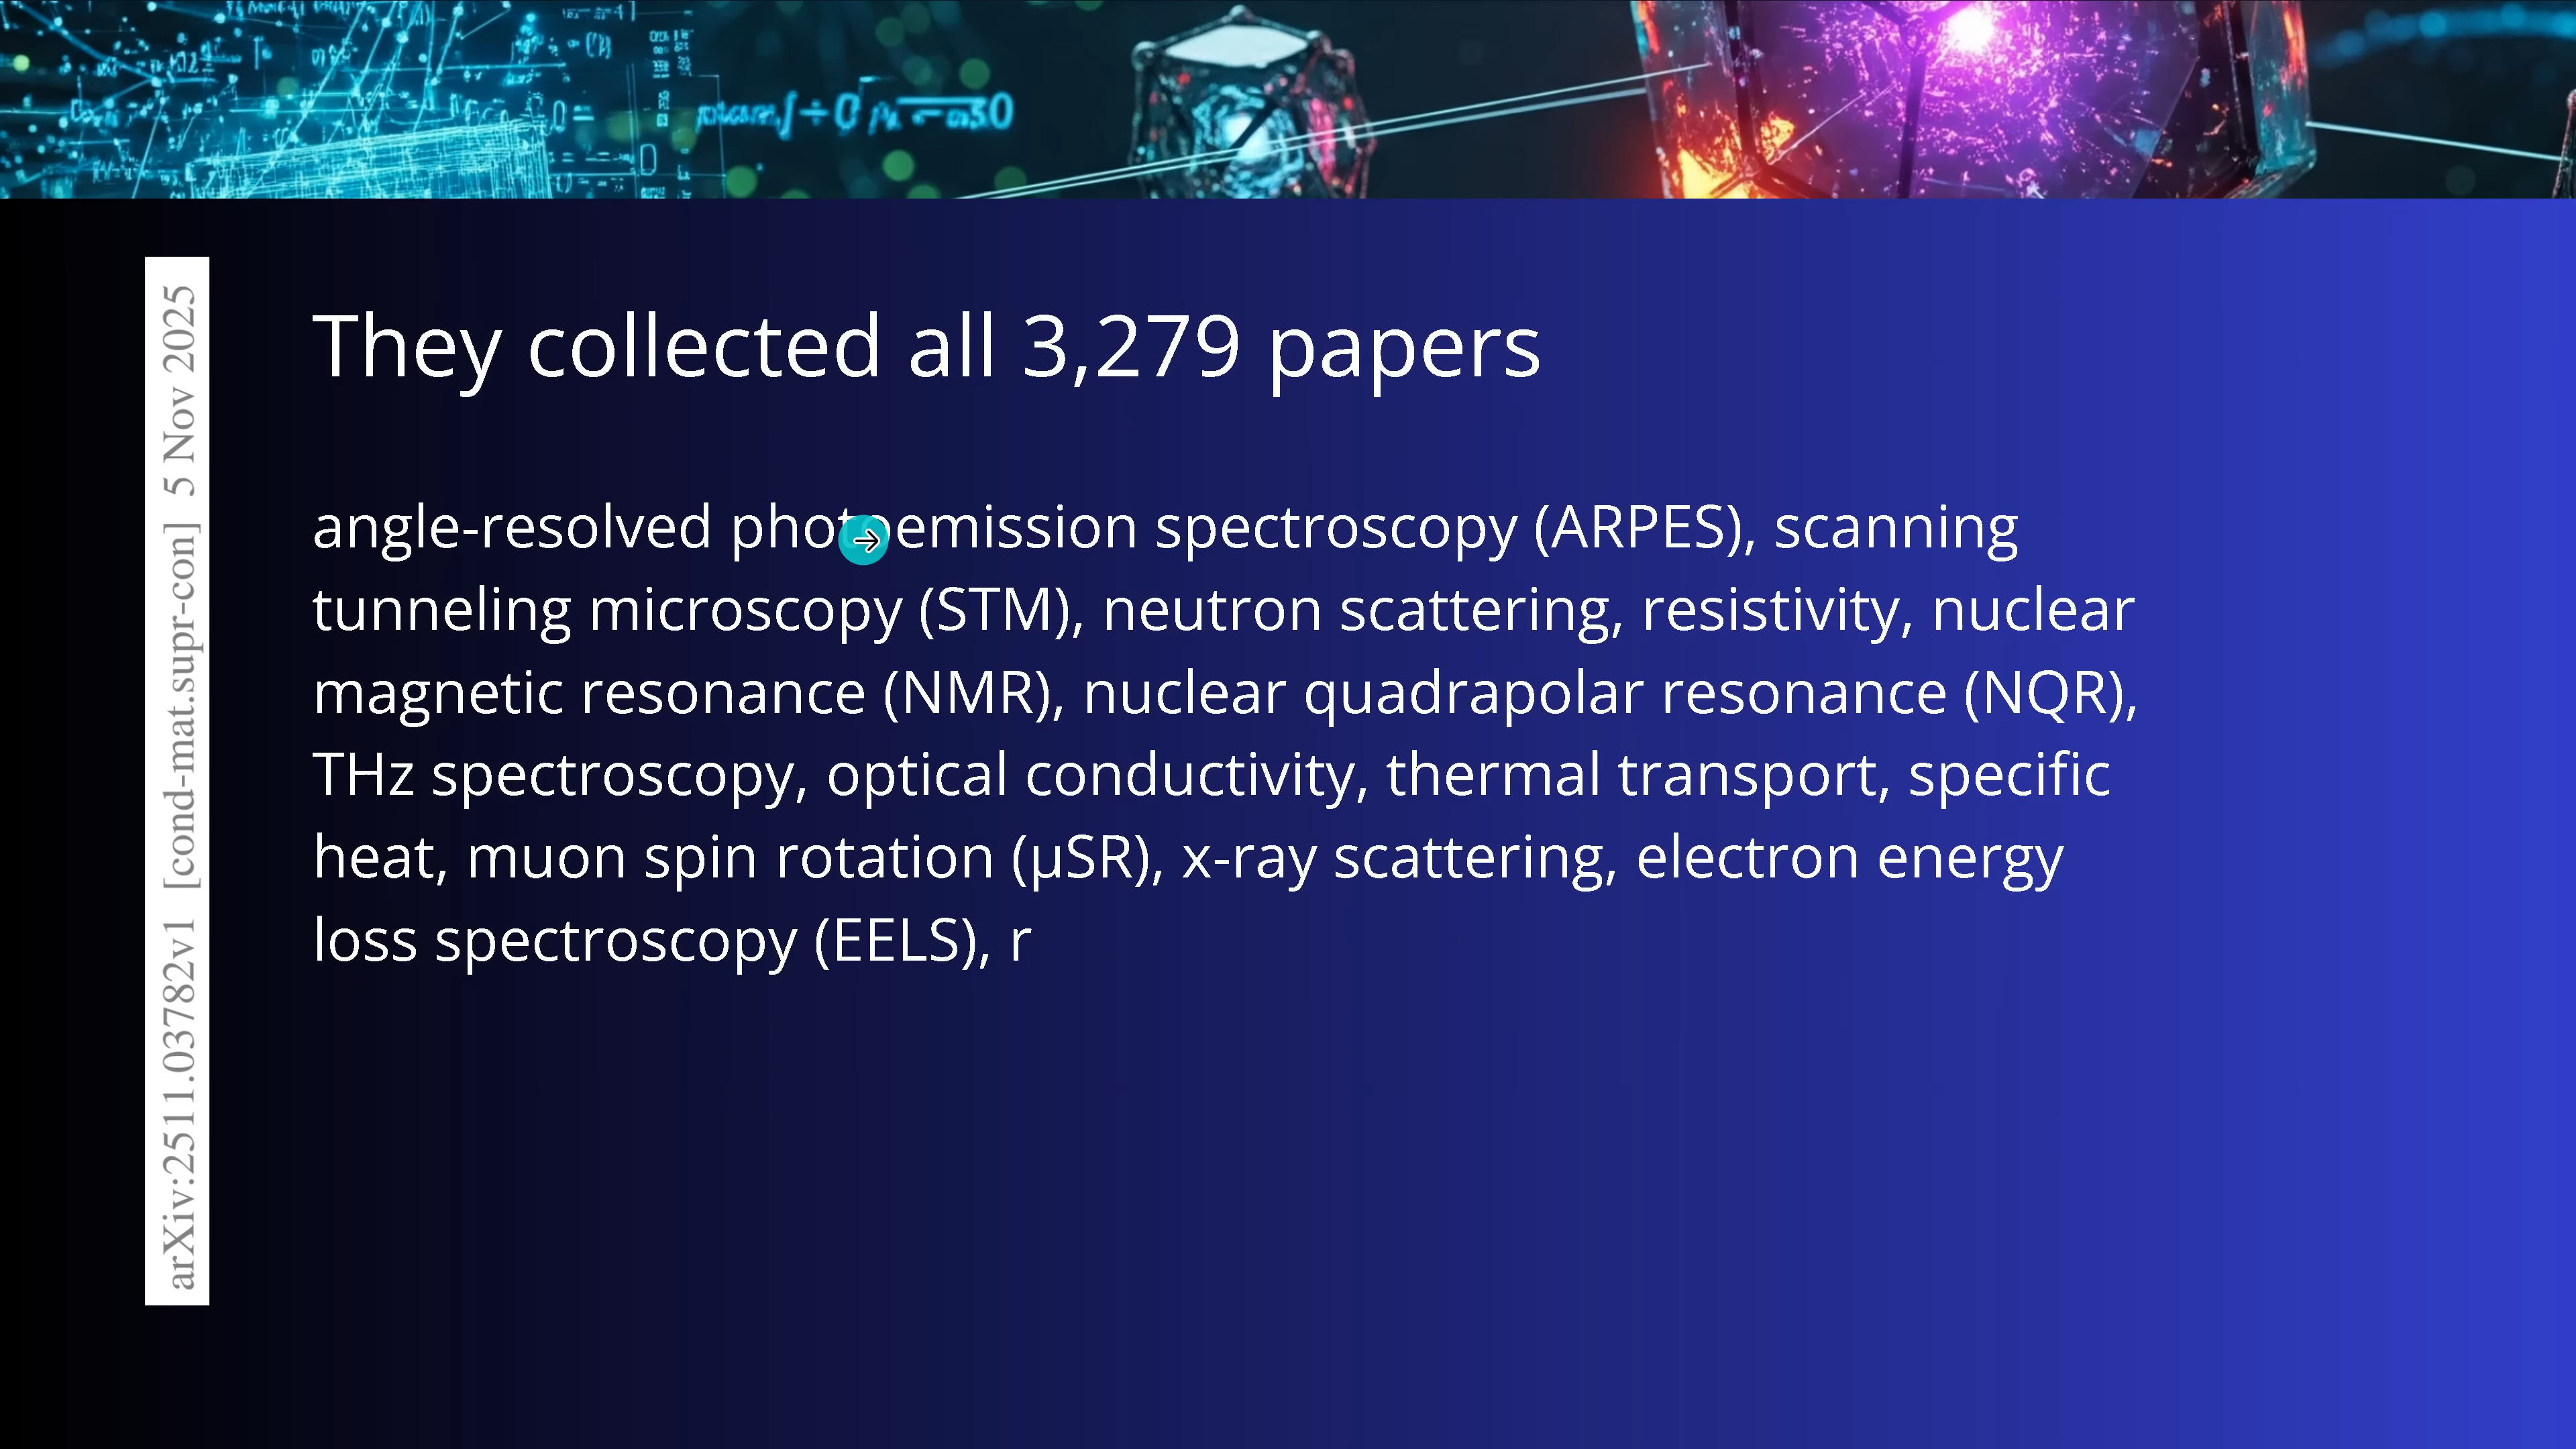 They collected all 3,279 papers
angle-resolved photoemission spectroscopy (ARPES), scanning
tunneling microscopy (STM), neutron scattering, resistivity, nuclear
magnetic resonance (NMR), nuclear quadrapolar resonance (NQR),
THz spectroscopy, optical conductivity, thermal transport, specific
heat, muon spin rotation (μSR), x-ray scattering, electron energy
loss spectroscopy (EELS), r
arXiv:2511.03782v1 [cond-mat.supr-con] 5 Nov 2025